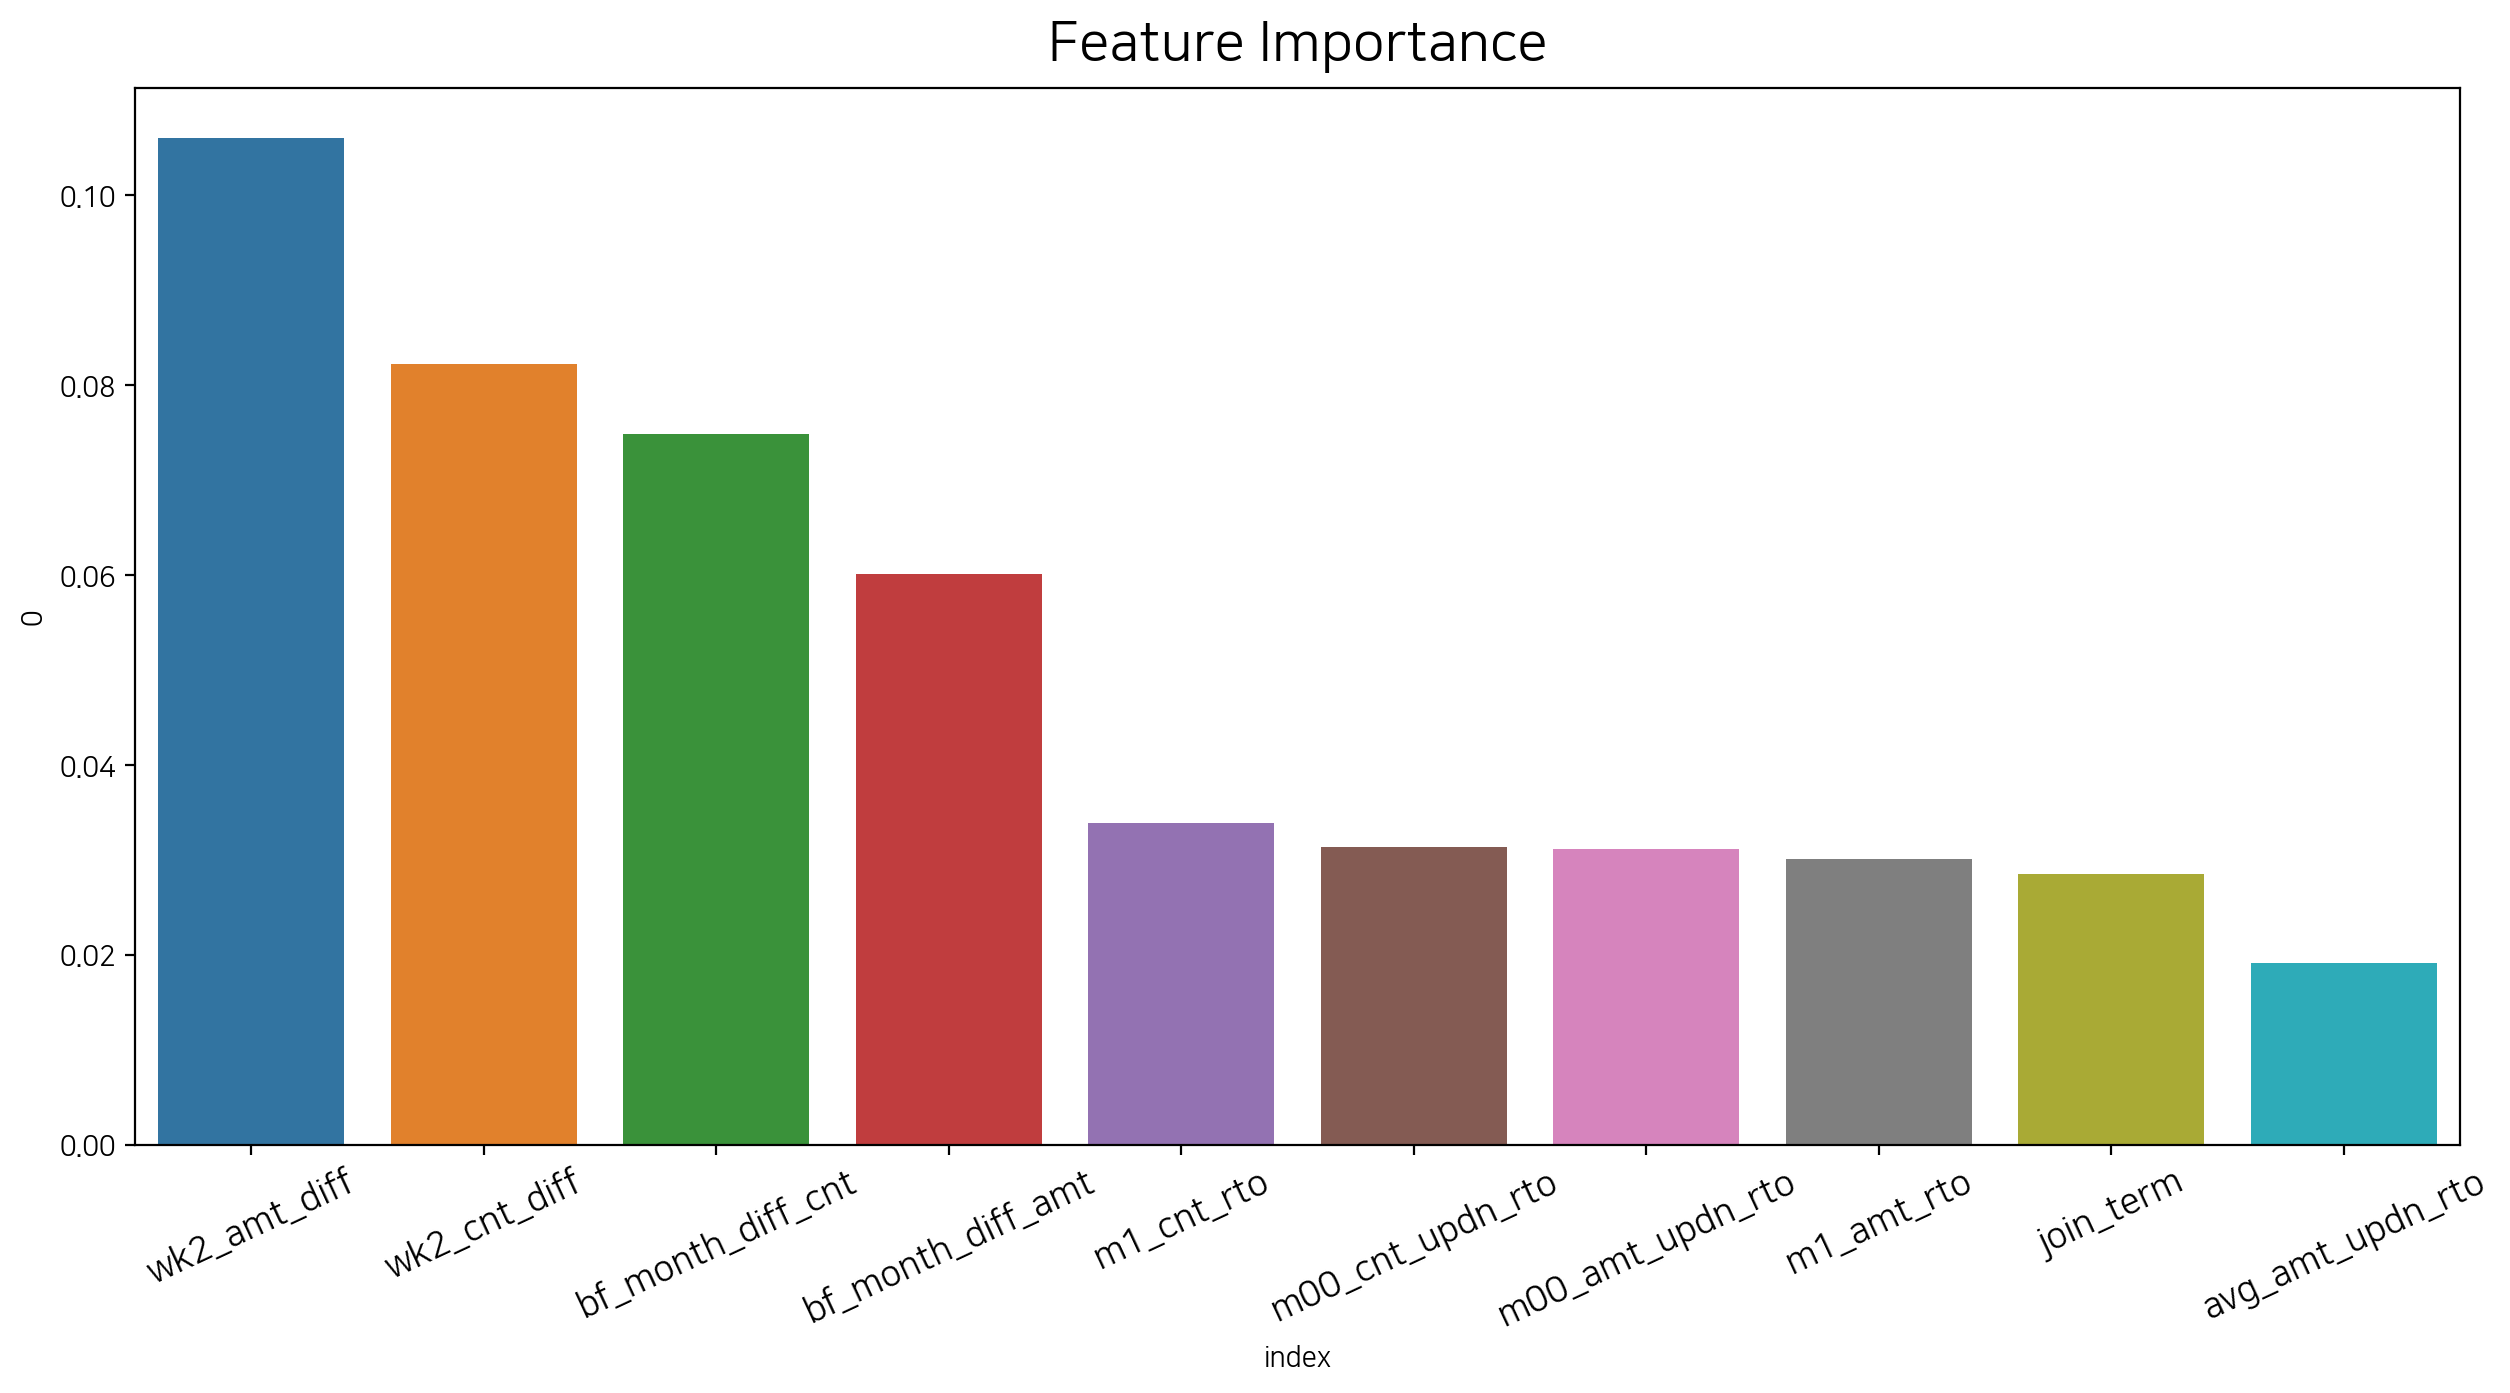 Feature Importance
0.10
0.08
0.06
0.04
0.02
0.00
0
wk2_amt_diff
wk2_cnt_diff
bf_month_diff_cnt
bf_month_diff_amt
m1_cnt_rto
m00_cnt_updn_rto
m00_amt_updn_rto
m1_amt_rto
join_term
avg_amt_updn_rto
index